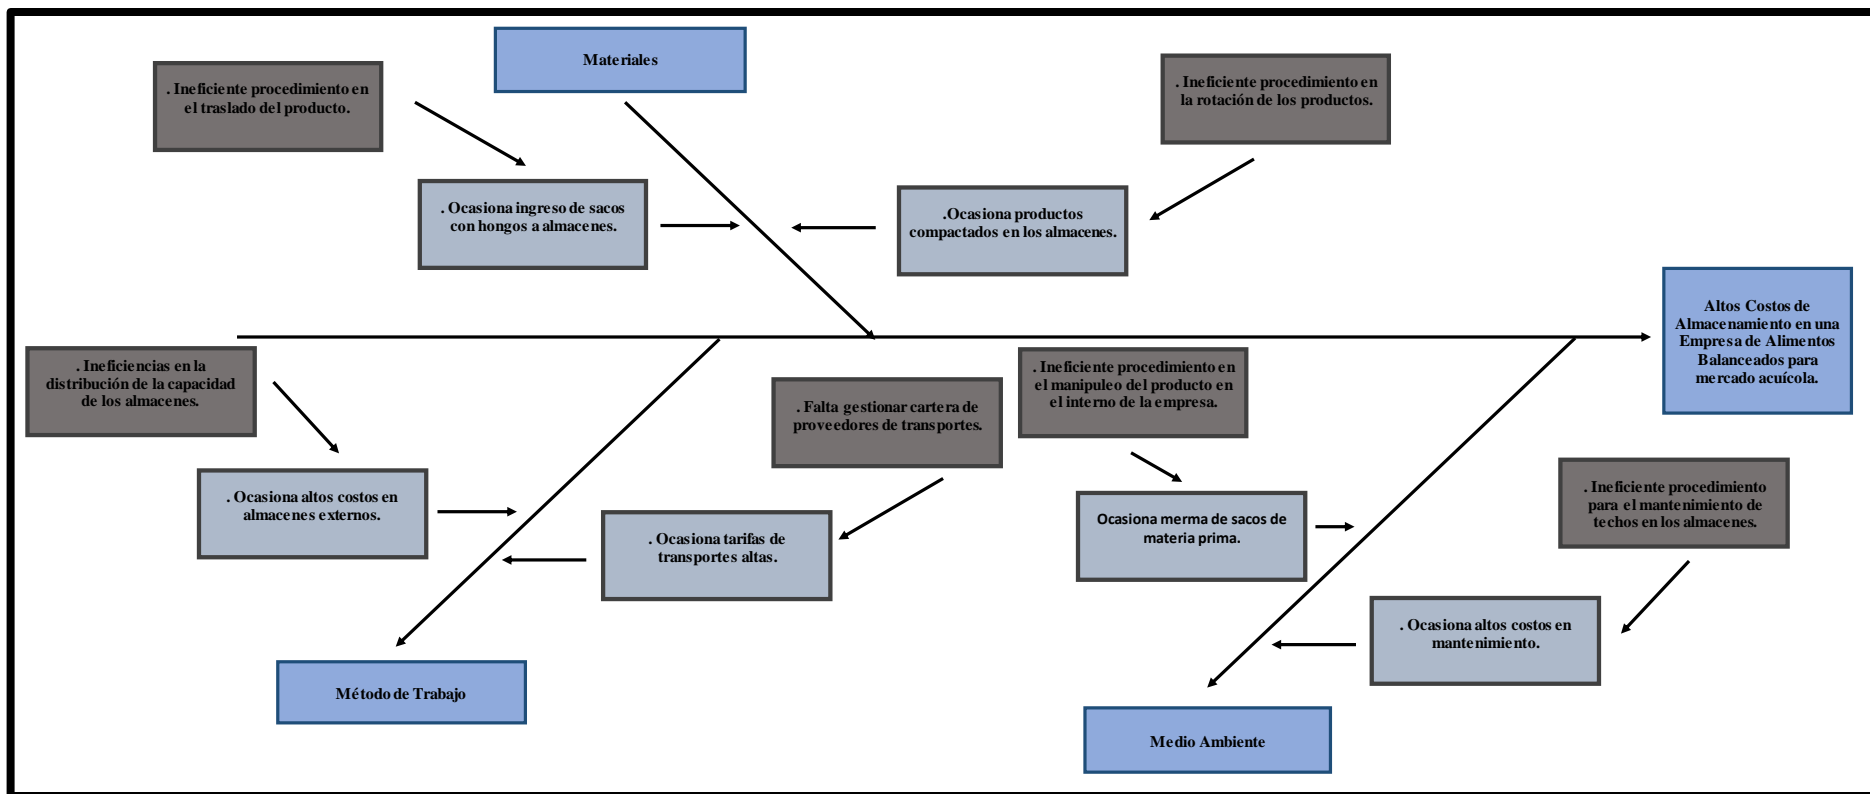 Materiales
. Ineficiente procedimiento en
el traslado del producto.
. Ineficiente procedimiento en
la rotación de los productos.
. Ocasiona ingreso de sacos
con hongos a almacenes.
.Ocasiona productos
compactados en los almacenes.
Altos Costos de
Almacenamiento en una
Empresa de Alimentos
Balanceados para
mercado acuícola.
. Ineficiencias en la
distribución de la capacidad
de los almacenes.
. Falta gestionar cartera de
proveedores de transportes.
. Ineficiente procedimiento en
el manipuleo del producto en
el interno de la empresa.
. Ocasiona altos costos en
almacenes externos.
. Ocasiona tarifas de
transportes altas.
Ocasiona merma de sacos de
materia prima.
. Ineficiente procedimiento
para el mantenimiento de
techos en los almacenes.
. Ocasiona altos costos en
mantenimiento.
Método de Trabajo
Medio Ambiente